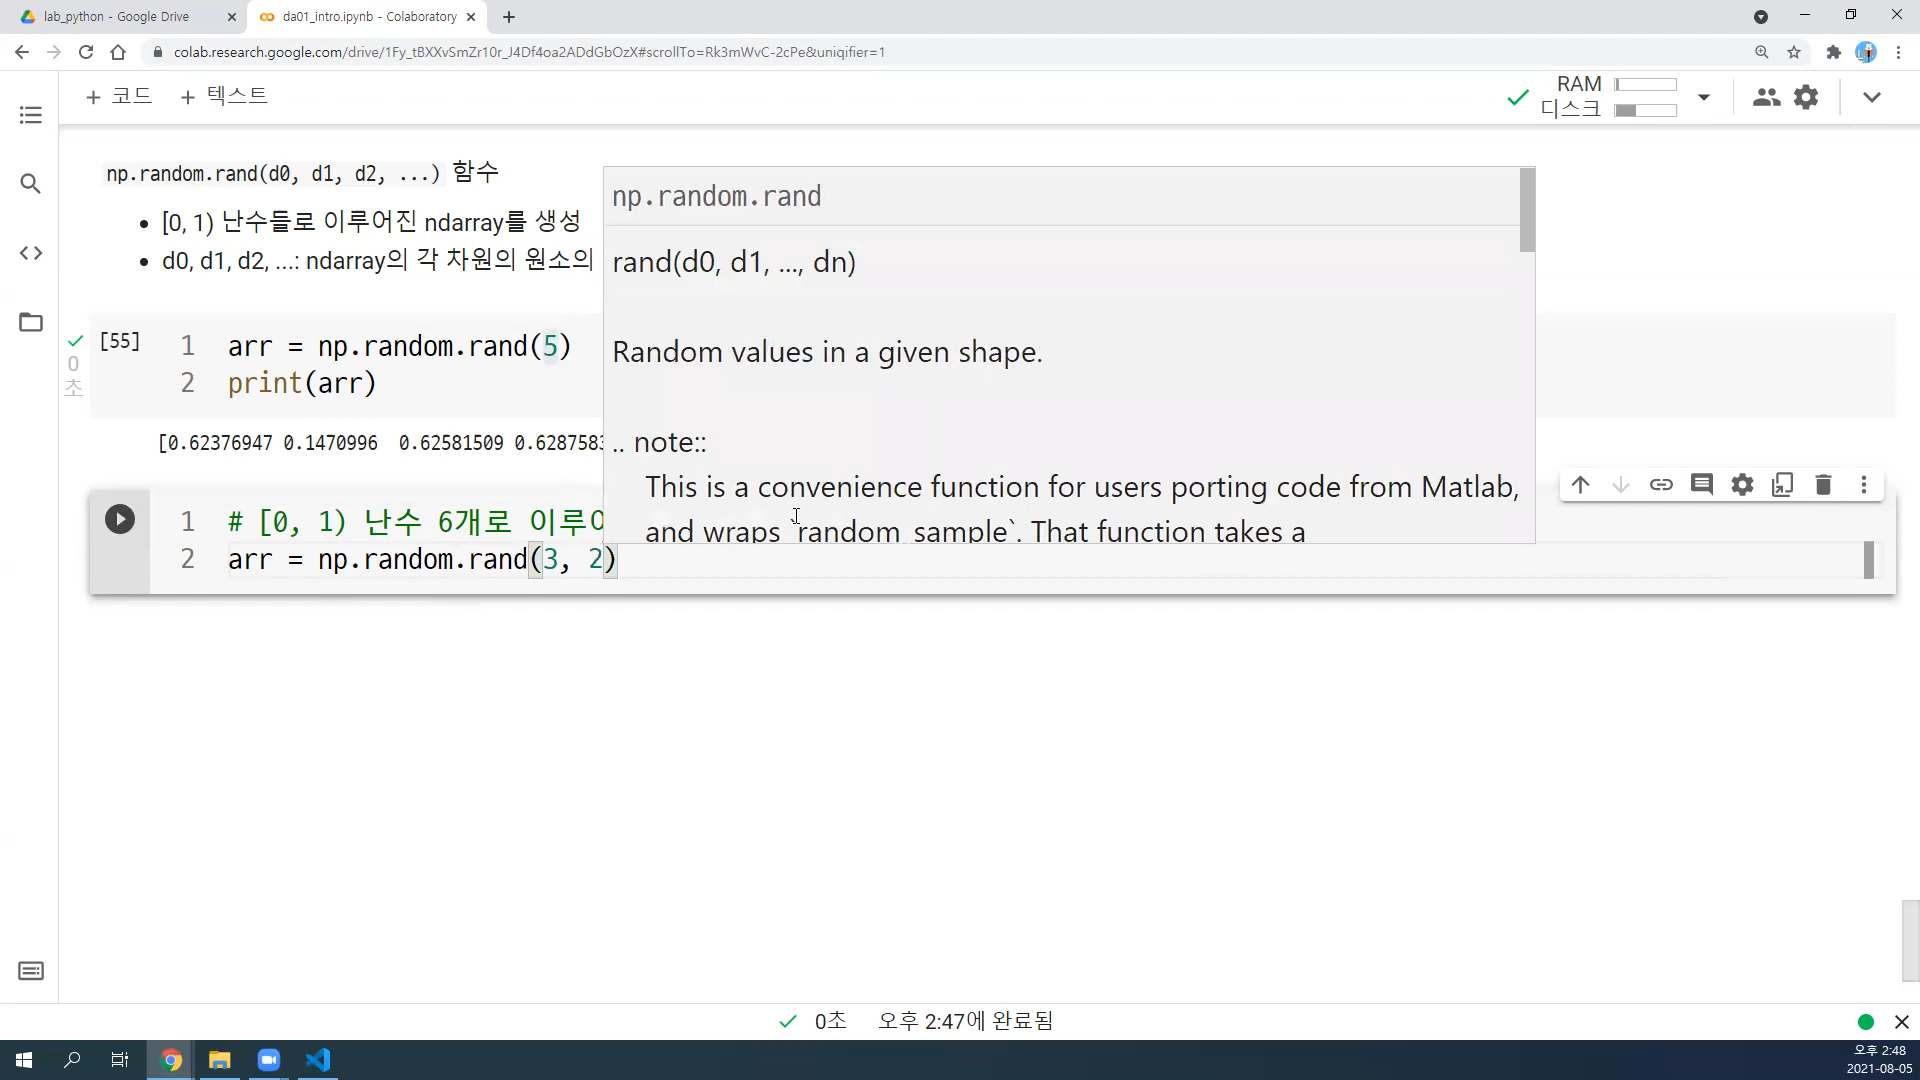 lab_python - Google Drive
da01_intro.ipynb - Colaboratory
colab.research.google.com/drive/1Fy_tBXXvSmZr10r_J4Df4oa2ADdGbOzX#scrollTo=Rk3mWvC-2cPe&uniqifier=1
+ 코드 + 텍스트
RAM
디스크
np.random.rand(d0, d1, d2, ...) 함수
• [0, 1) 난수들로 이루어진 ndarray를 생성
• d0, d1, d2, ...: ndarray의 각 차원의 원소의
np.random.rand
rand(d0, d1, ..., dn)
Random values in a given shape.
.. note::
This is a convenience function for users porting code from Matlab,
and wraps `random_sample`. That function takes a
[55]
0
초
1 arr = np.random.rand(5)
2 print(arr)
[0.62376947 0.1470996 0.62581509 0.6287583
1 # [0, 1) 난수 6개로 이루어
2 arr = np.random.rand(3, 2)
0초 오후 2:47에 완료됨
오후 2:48
2021-08-05